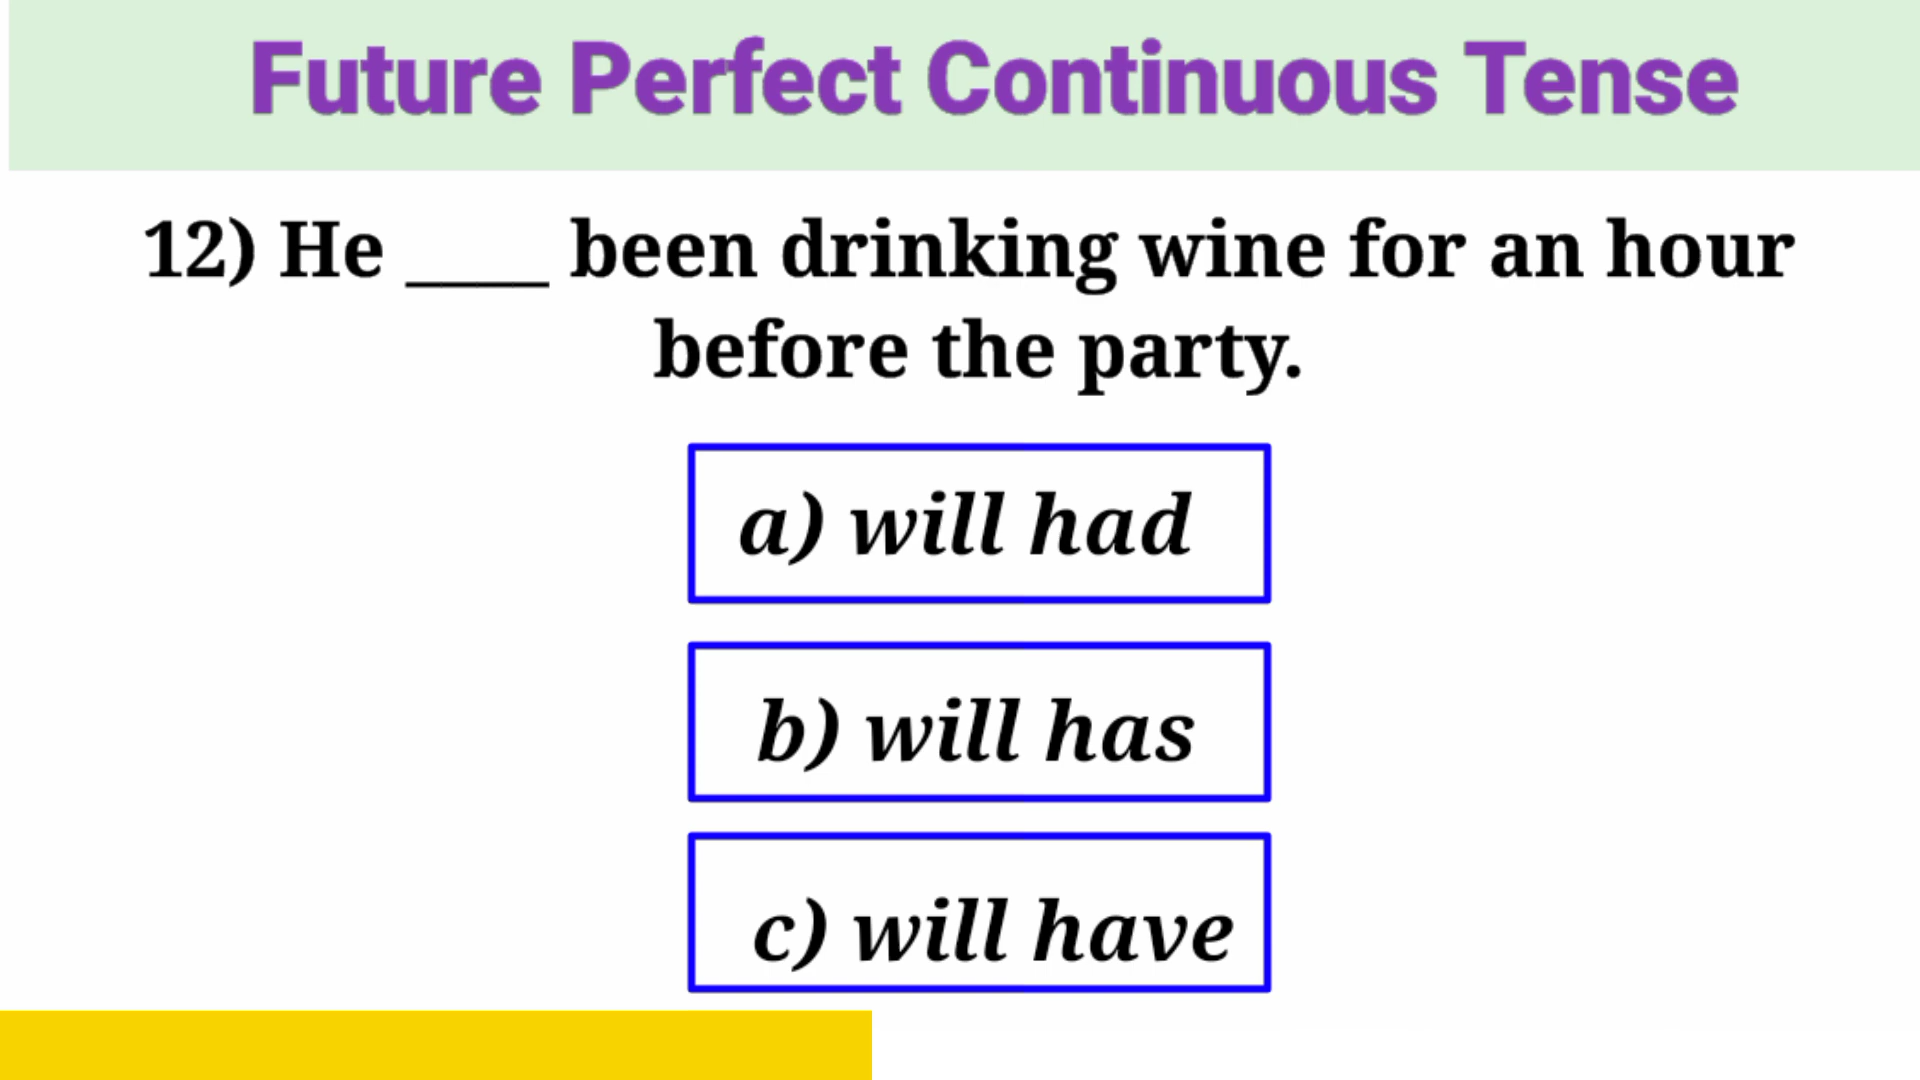 Future Perfect Continuous Tense
12) He ____ been drinking wine for an hour
before the party.
a) will had
b) will has
c) will have